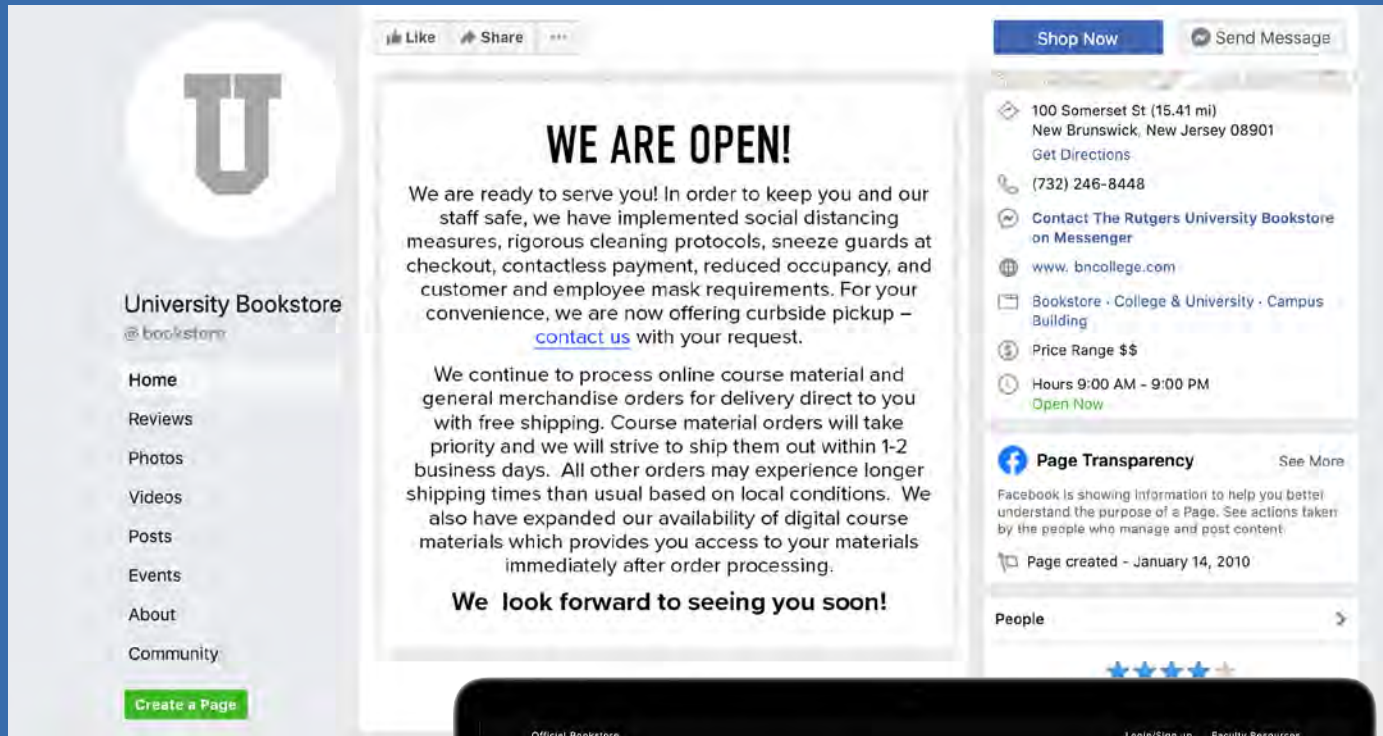 Like Share ...
Shop Now Send Message
U
University Bookstore
@bookstore
Home
Reviews
Photos
Videos
Posts
Events
About
Community
Create a Page
WE ARE OPEN!
We are ready to serve you! In order to keep you and our
staff safe, we have implemented social distancing
measures, rigorous cleaning protocols, sneeze guards at
checkout, contactless payment, reduced occupancy, and
customer and employee mask requirements. For your
convenience, we are now offering curbside pickup –
contact us with your request.
We continue to process online course material and
general merchandise orders for delivery direct to you
with free shipping. Course material orders will take
priority and we will strive to ship them out within 1-2
business days. All other orders may experience longer
shipping times than usual based on local conditions. We
also have expanded our availability of digital course
materials which provides you access to your materials
immediately after order processing.
We look forward to seeing you soon!
100 Somerset St (15.41 mi)
New Brunswick, New Jersey 08901
Get Directions
(732) 246-8448
Contact The Rutgers University Bookstore
on Messenger
www. bncollege.com
Bookstore · College & University · Campus
Building
Price Range $$
Hours 9:00 AM - 9:00 PM
Open Now
Page Transparency See More
Facebook is showing information to help you better
understand the purpose of a Page. See actions taken
by the people who manage and post content
Page created - January 14, 2010
People
Official Bookstore
Login/Sign up Faculty Resources